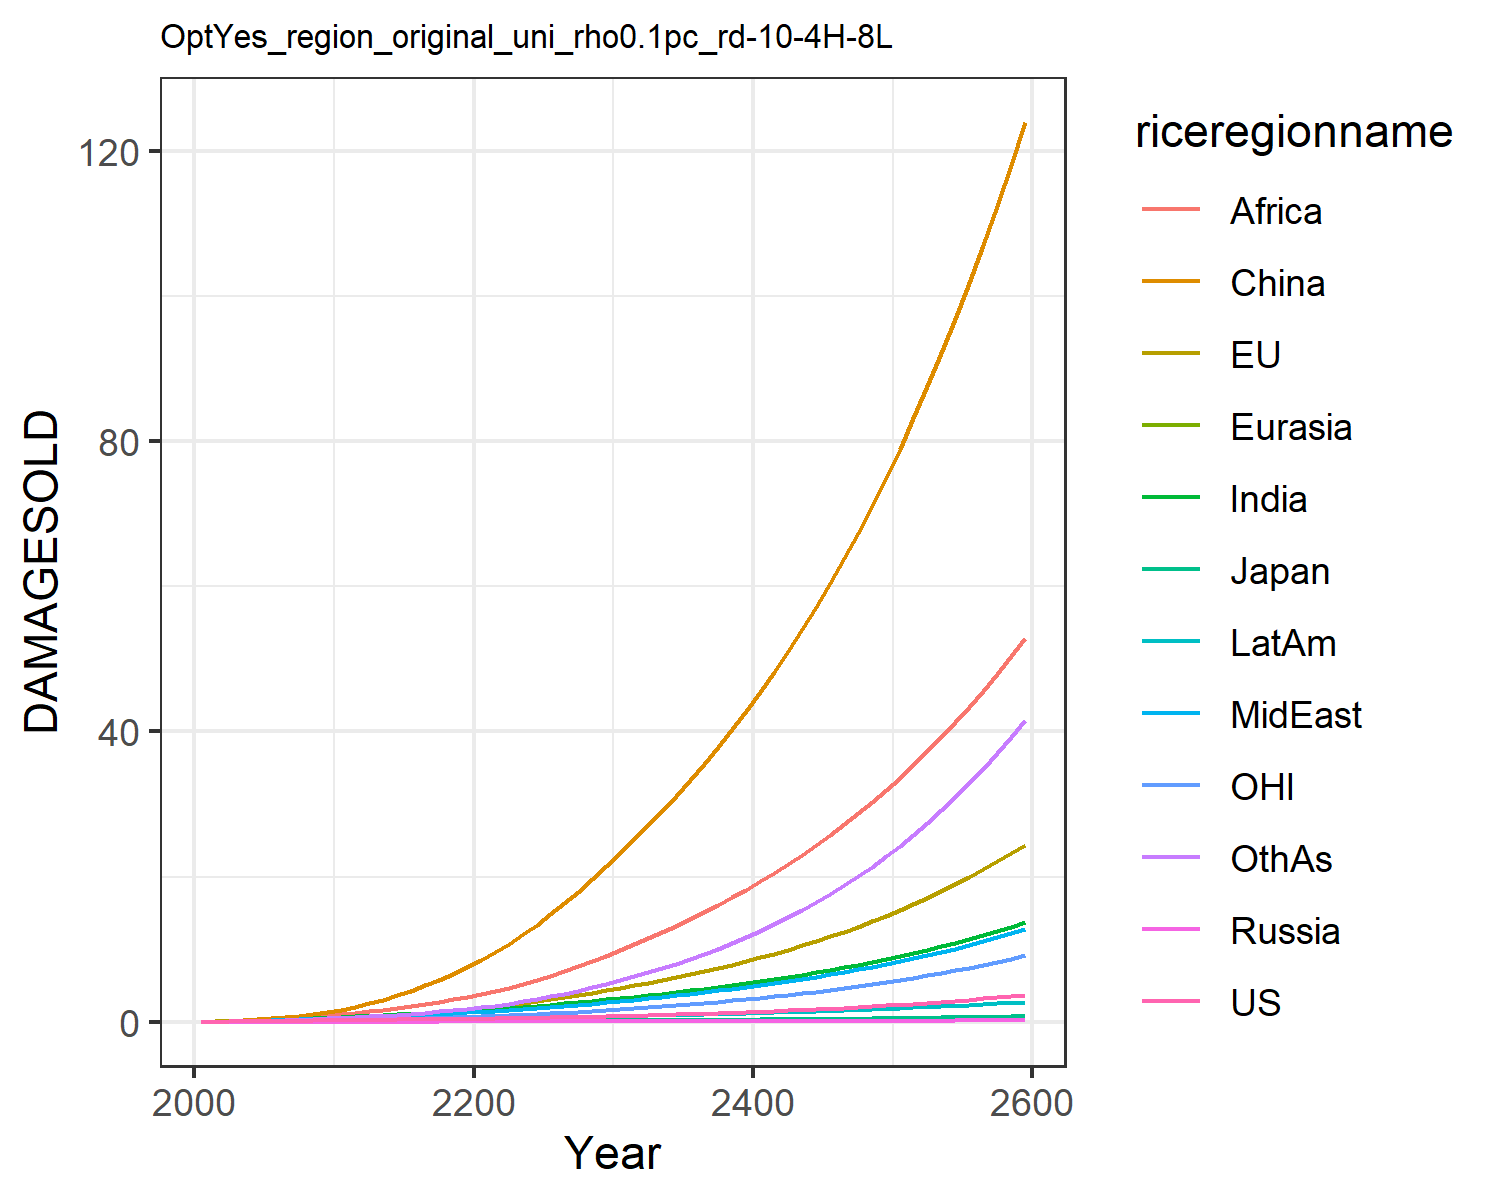 OptYes_region_original_uni_rho0.1pc_rd-10-4H-8L
DAMAGESOLD
120
80
40
0
2000 2200 2400 2600
Year
riceregionname
Africa
China
EU
Eurasia
India
Japan
LatAm
MidEast
OHI
OthAs
Russia
US